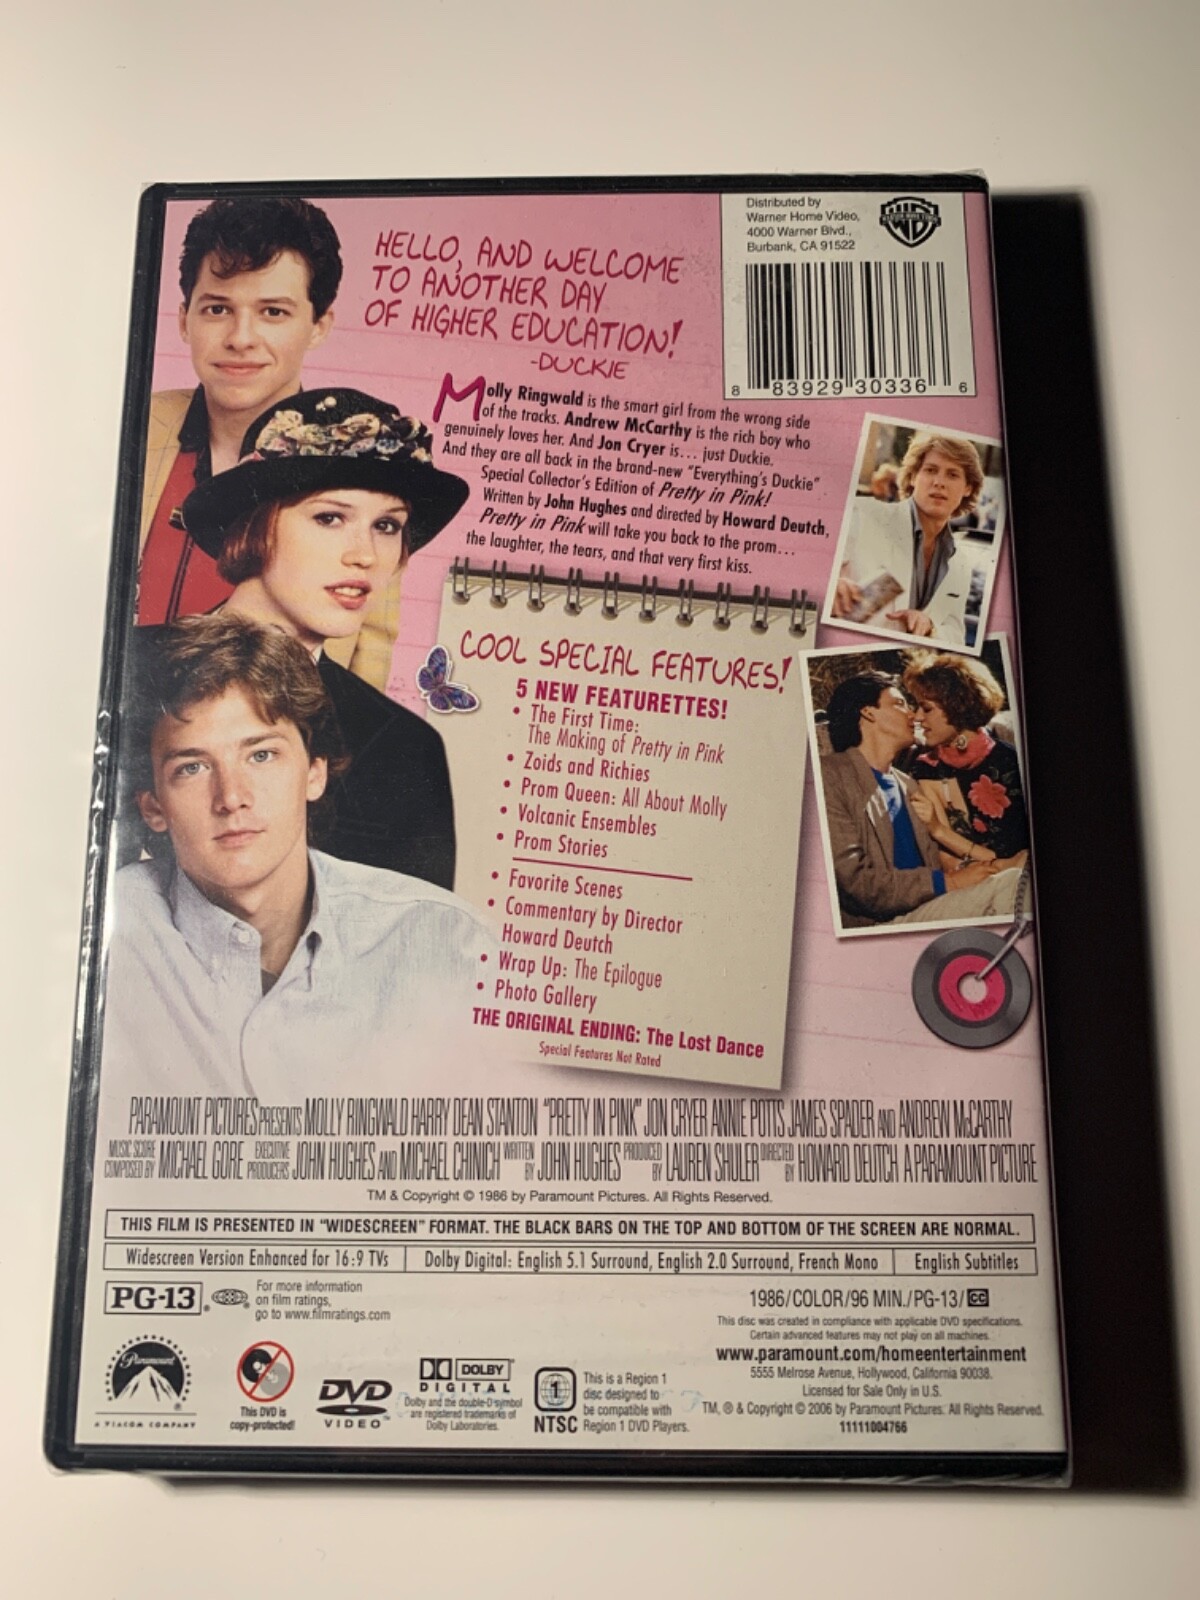 HELLO, AND WELCOME
TO ANOTHER DAY
OF HIGHER EDUCATION!
-DUCKIE
Distributed by
Warner Home Video,
4000 Warner Blvd.,
Burbank, CA 91522
8 83929 30336 6
Molly Ringwald is the smart girl from the wrong side
of the tracks. Andrew McCarthy is the rich boy who
genuinely loves her. And Jon Cryer is... just Duckie.
And they are all back in the brand-new "Everything's Duckie"
Special Collector's Edition of Pretty in Pink!
Written by John Hughes and directed by Howard Deutch,
Pretty in Pink will take you back to the prom...
the laughter, the tears, and that very first kiss.
COOL SPECIAL FEATURES!
5 NEW FEATURETTES!
• The First Time:
The Making of Pretty in Pink
• Zoids and Richies
• Prom Queen: All About Molly
• Volcanic Ensembles
• Prom Stories
• Favorite Scenes
• Commentary by Director
Howard Deutch
• Wrap Up: The Epilogue
• Photo Gallery
THE ORIGINAL ENDING: The Lost Dance
Special Features Not Rated
PARAMOUNT PICTURES PRESENTS MOLLY RINGWALD HARRY DEAN STANTON "PRETTY IN PINK" JON CRYER ANNIE POTTS JAMES SPADER AND ANDREW McCARTHY
MUSIC SCORE COMPOSED BY MICHAEL GORE EXECUTIVE PRODUCERS JOHN HUGHES AND MICHAEL CHINICH WRITTEN BY JOHN HUGHES PRODUCED BY LAUREN SHULER DIRECTED BY HOWARD DEUTCH A PARAMOUNT PICTURE
TM & Copyright © 1986 by Paramount Pictures. All Rights Reserved.
THIS FILM IS PRESENTED IN "WIDESCREEN" FORMAT. THE BLACK BARS ON THE TOP AND BOTTOM OF THE SCREEN ARE NORMAL.
Widescreen Version Enhanced for 16:9 TVs | Dolby Digital: English 5.1 Surround, English 2.0 Surround, French Mono | English Subtitles
PG-13
For more information
on film ratings,
go to www.filmratings.com
1986/COLOR/96 MIN./PG-13/CC
This disc was created in compliance with applicable DVD specifications.
Certain advanced features may not play on all machines.
www.paramount.com/homeentertainment
5555 Melrose Avenue, Hollywood, California 90038.
Licensed for Sale Only in U.S.
TM, ® & Copyright © 2006 by Paramount Pictures. All Rights Reserved.
11111004766
Paramount
A VIACOM COMPANY
This DVD is
copy-protected!
DVD
VIDEO
DOLBY
DIGITAL
Dolby and the double-D symbol
are registered trademarks of
Dolby Laboratories.
1
NTSC
This is a Region 1
disc designed to
be compatible with
Region 1 DVD Players.